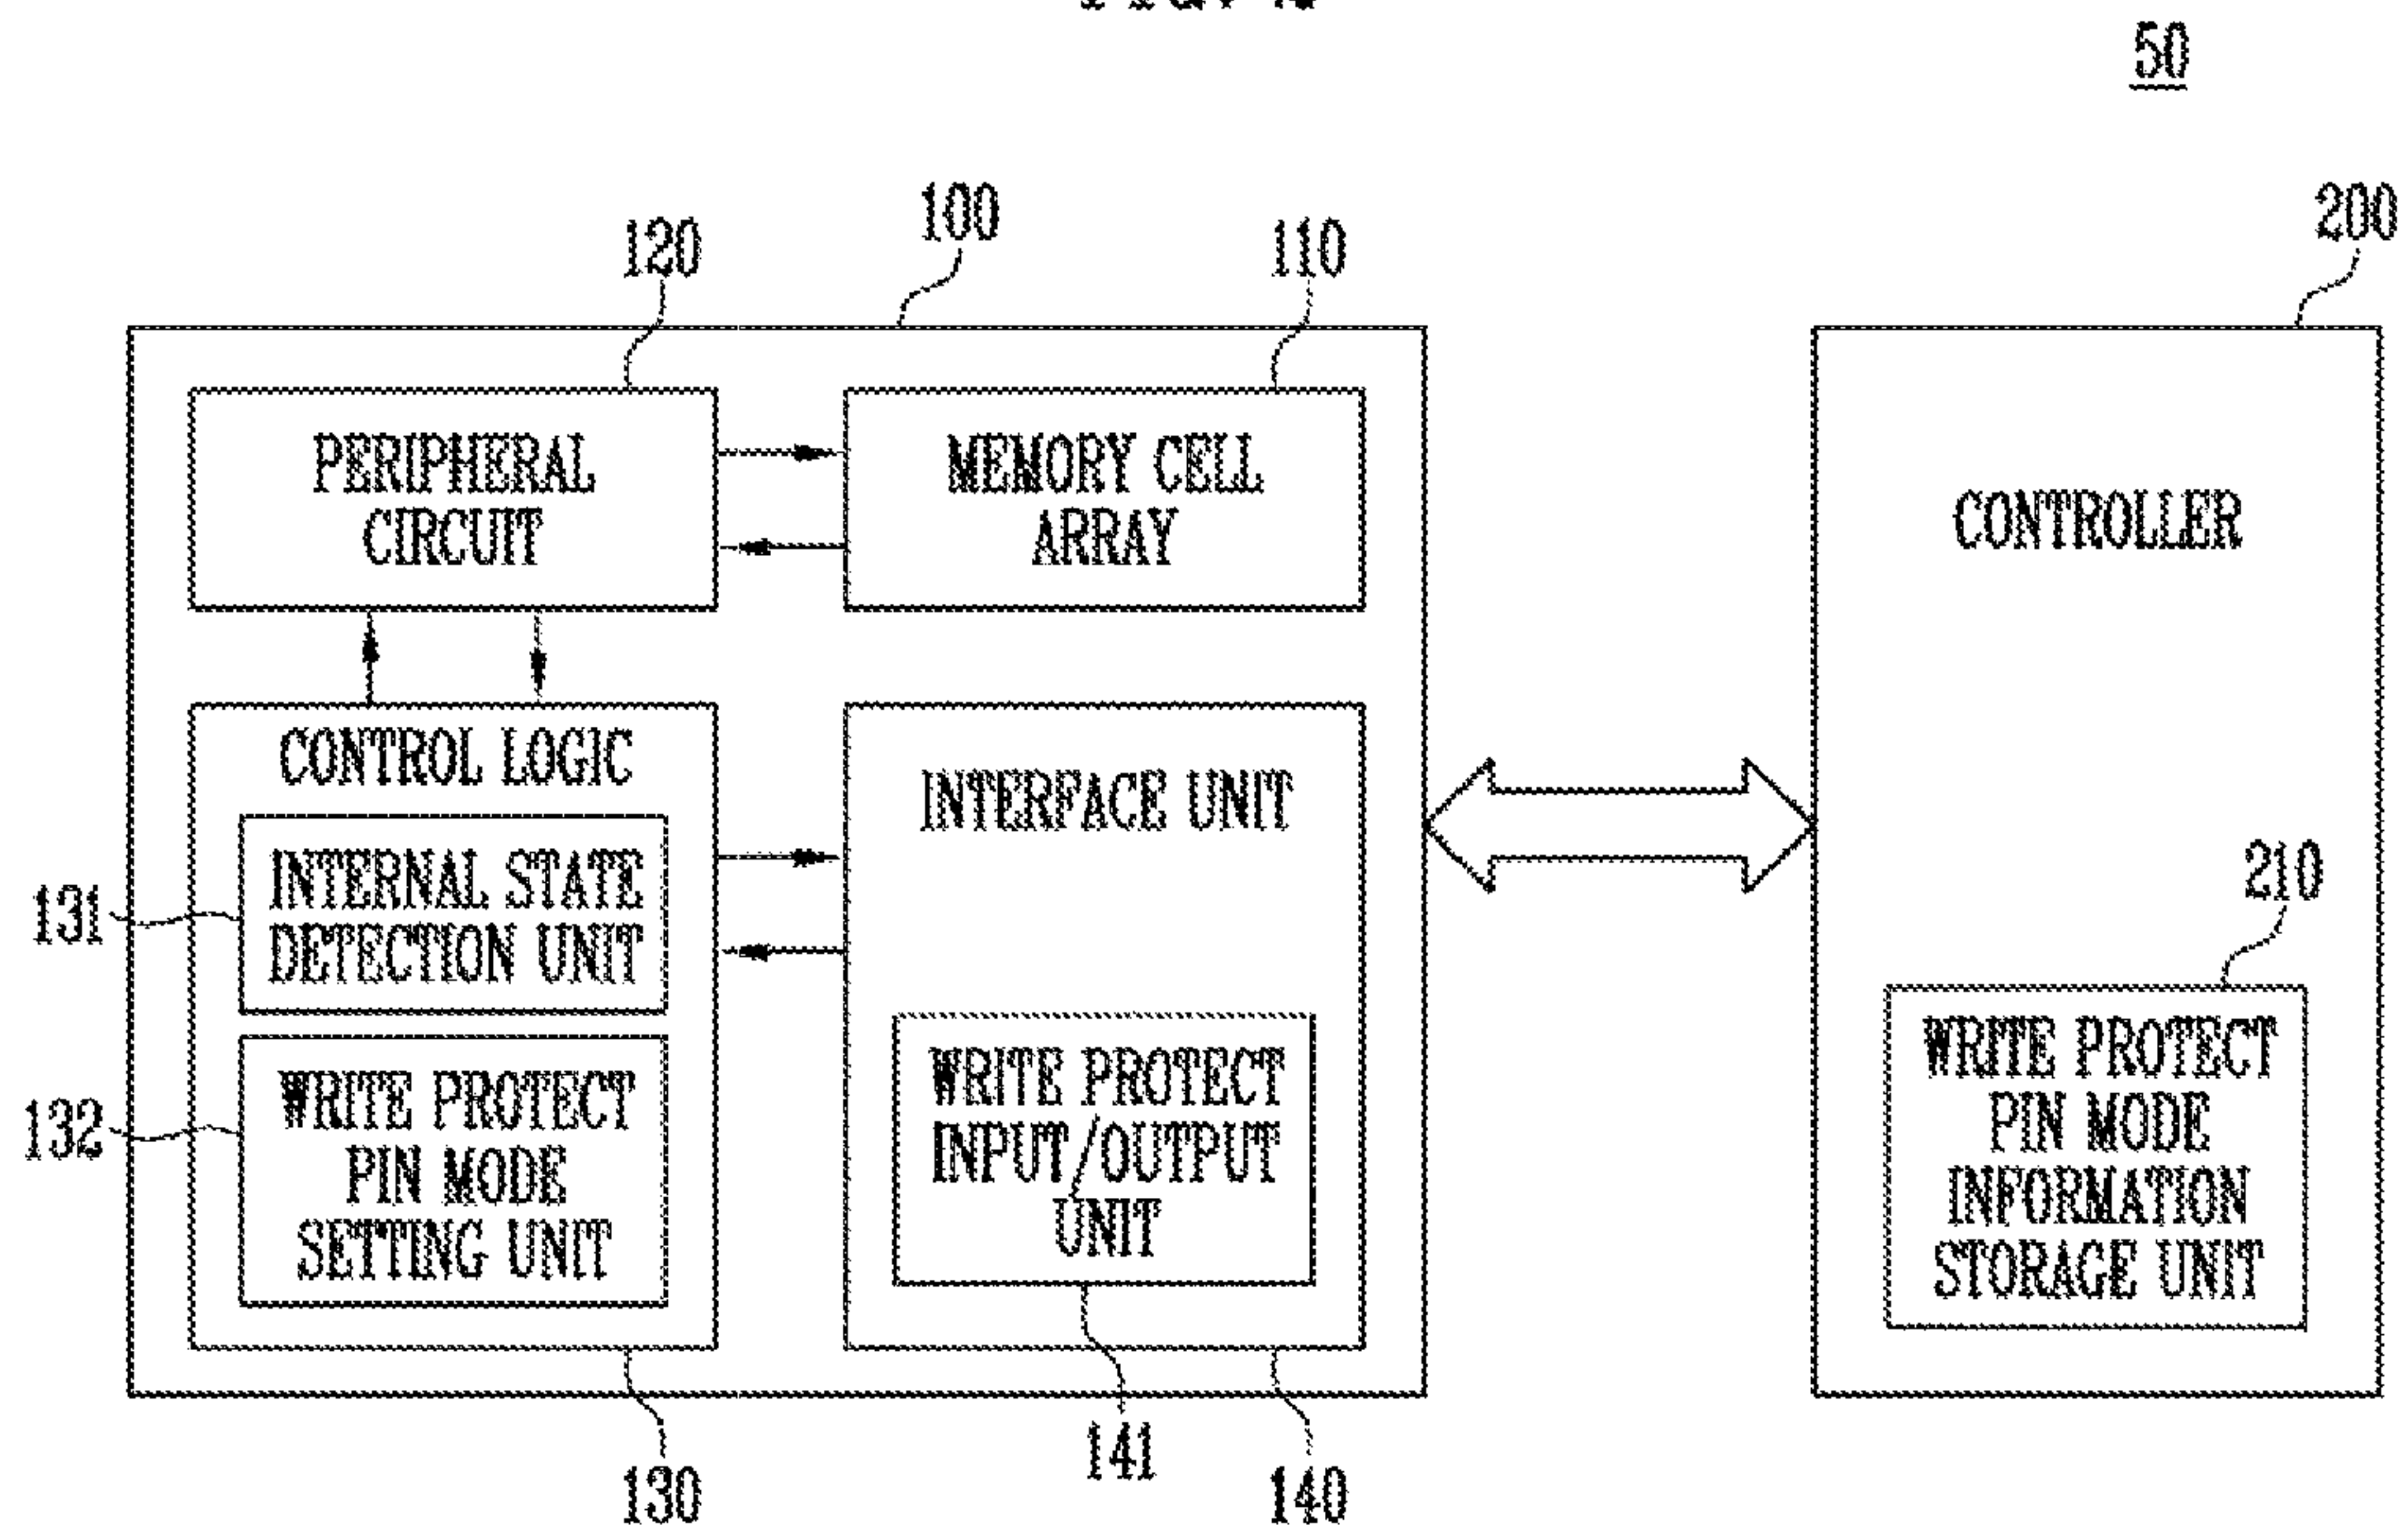 50
120
100
110
200
PERIPHERAL
CIRCUIT
MEMORY CELL
ARRAY
CONTROLLER
CONTROL LOGIC
131
INTERNAL STATE
DETECTION UNIT
132
WRITE PROTECT
PIN MODE
SETTING UNIT
INTERFACE UNIT
WRITE PROTECT
INPUT/OUTPUT
UNIT
210
WRITE PROTECT
PIN MODE
INFORMATION
STORAGE UNIT
130
141
140